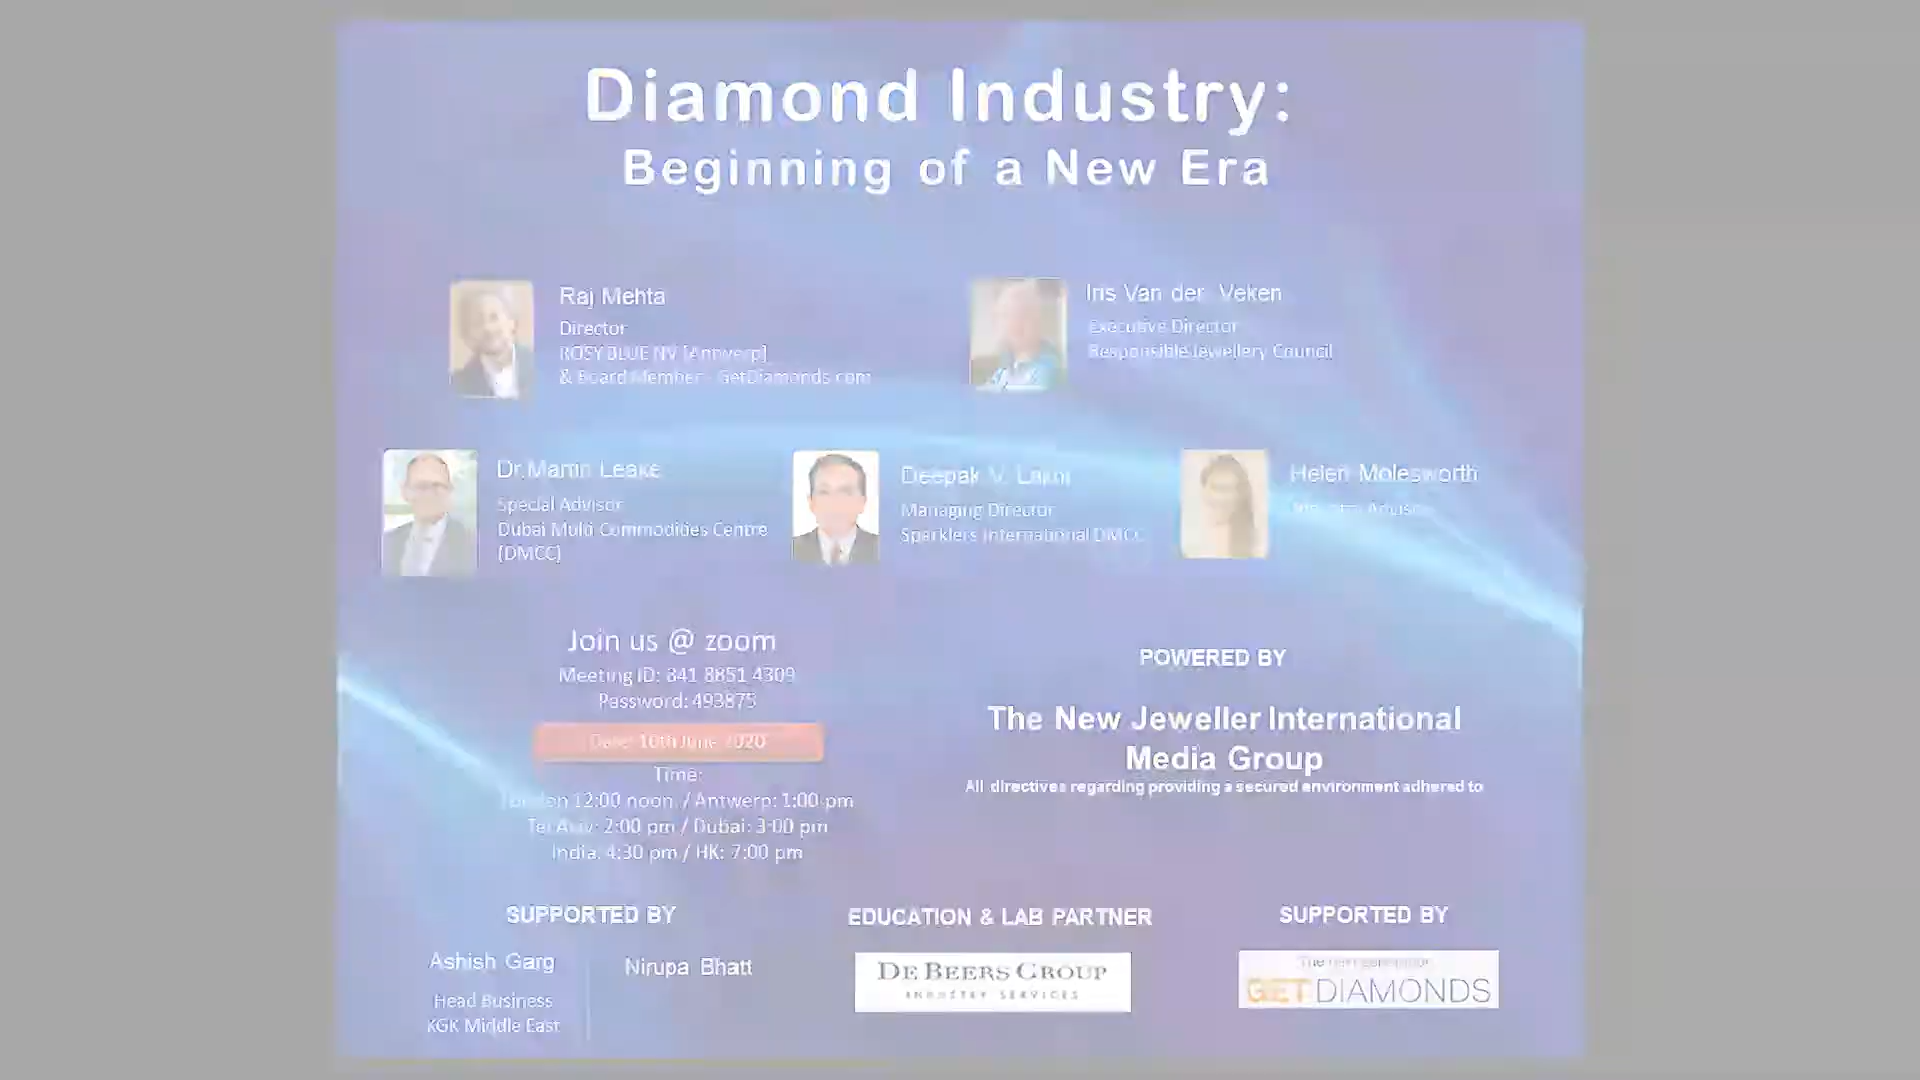 Diamond Industry:
Beginning of a New Era
Raj Mehta
Director
ROSY BLUE NV [Antwerp]
& Board Member - GetDiamonds.com
Iris Van der Veken
Executive Director
Responsible Jewellery Council
Dr.Martin Leake
Special Advisor
Dubai Multi Commodities Centre
(DMCC)
Deepak V.
Managing Director
Sparklers International DMCC
Helen Molesworth
Join us @ zoom
Meeting ID: 841 8851 4309
Password: 493875
Date: 10th June 2020
Time:
London 12:00 noon. / Antwerp: 1:00 pm
Tel Aviv: 2:00 pm / Dubai: 3:00 pm
India: 4:30 pm / HK: 7:00 pm
POWERED BY
The New Jeweller International
Media Group
All directives regarding providing a secured environment adhered to
SUPPORTED BY
Ashish Garg
Head Business
KGK Middle East
Nirupa Bhatt
EDUCATION & LAB PARTNER
DE BEERS GROUP
INDUSTRY SERVICES
SUPPORTED BY
The next generation
GETDIAMONDS